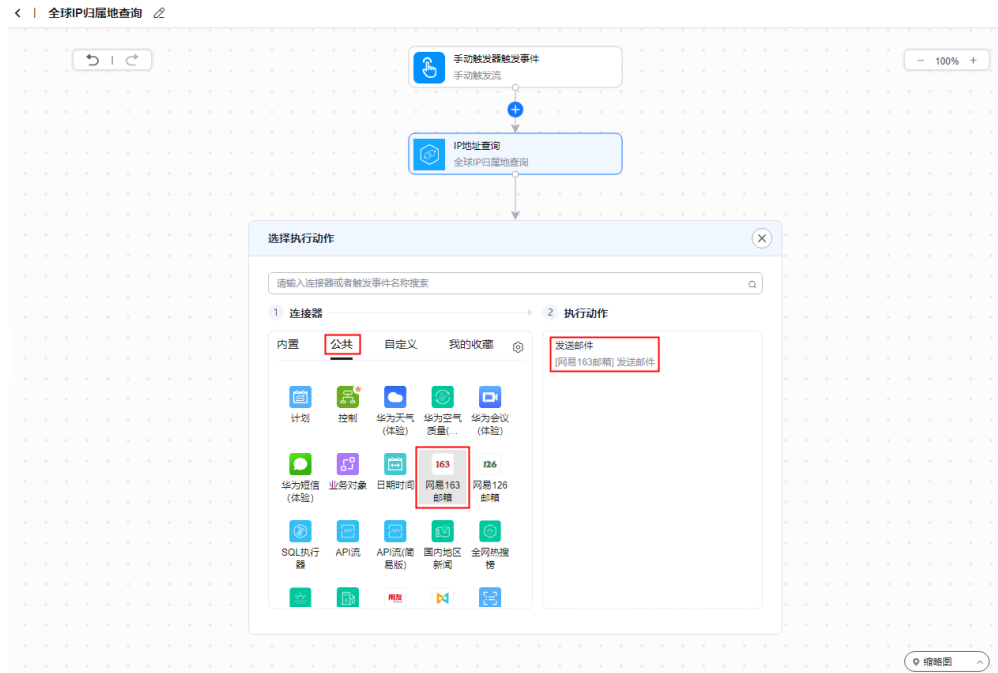 全球IP归属地查询
手动触发器触发事件
手动触发流
100%
IP地址查询
全球IP归属地查询
选择执行动作
请输入连接器或者触发事件名称搜索
1 连接器
2 执行动作
内置 公共 自定义 我的收藏
发送邮件
[网易163邮箱] 发送邮件
计划 控制 华为天气 华为空气 华为会议
(体验) 质量(... (体验)
163 126
华为短信 业务对象 日期时间 网易163 网易126
(体验) 邮箱 邮箱
API API
SQL执行 API流 API流(简 国内地区 全网热搜
器 易版) 新闻 榜
用友
缩略图